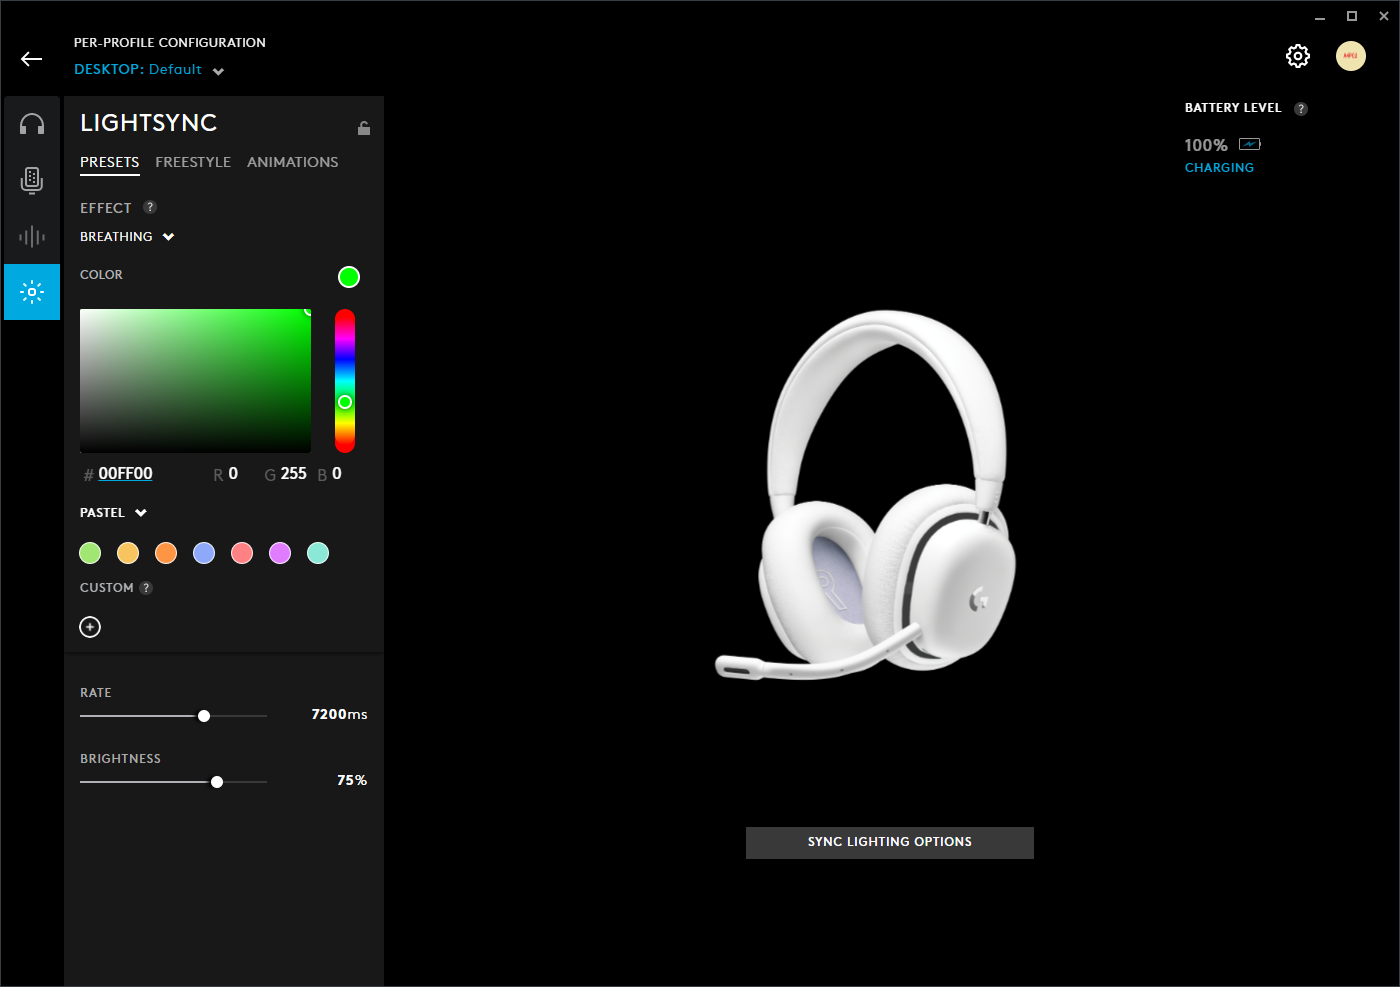 PER-PROFILE CONFIGURATION
DESKTOP: Default
BATTERY LEVEL ?
100%
CHARGING
LIGHTSYNC
PRESETS FREESTYLE ANIMATIONS
EFFECT ?
BREATHING
COLOR
# 00FF00 R 0 G 255 B 0
PASTEL
CUSTOM ?
RATE
7200ms
BRIGHTNESS
75%
SYNC LIGHTING OPTIONS